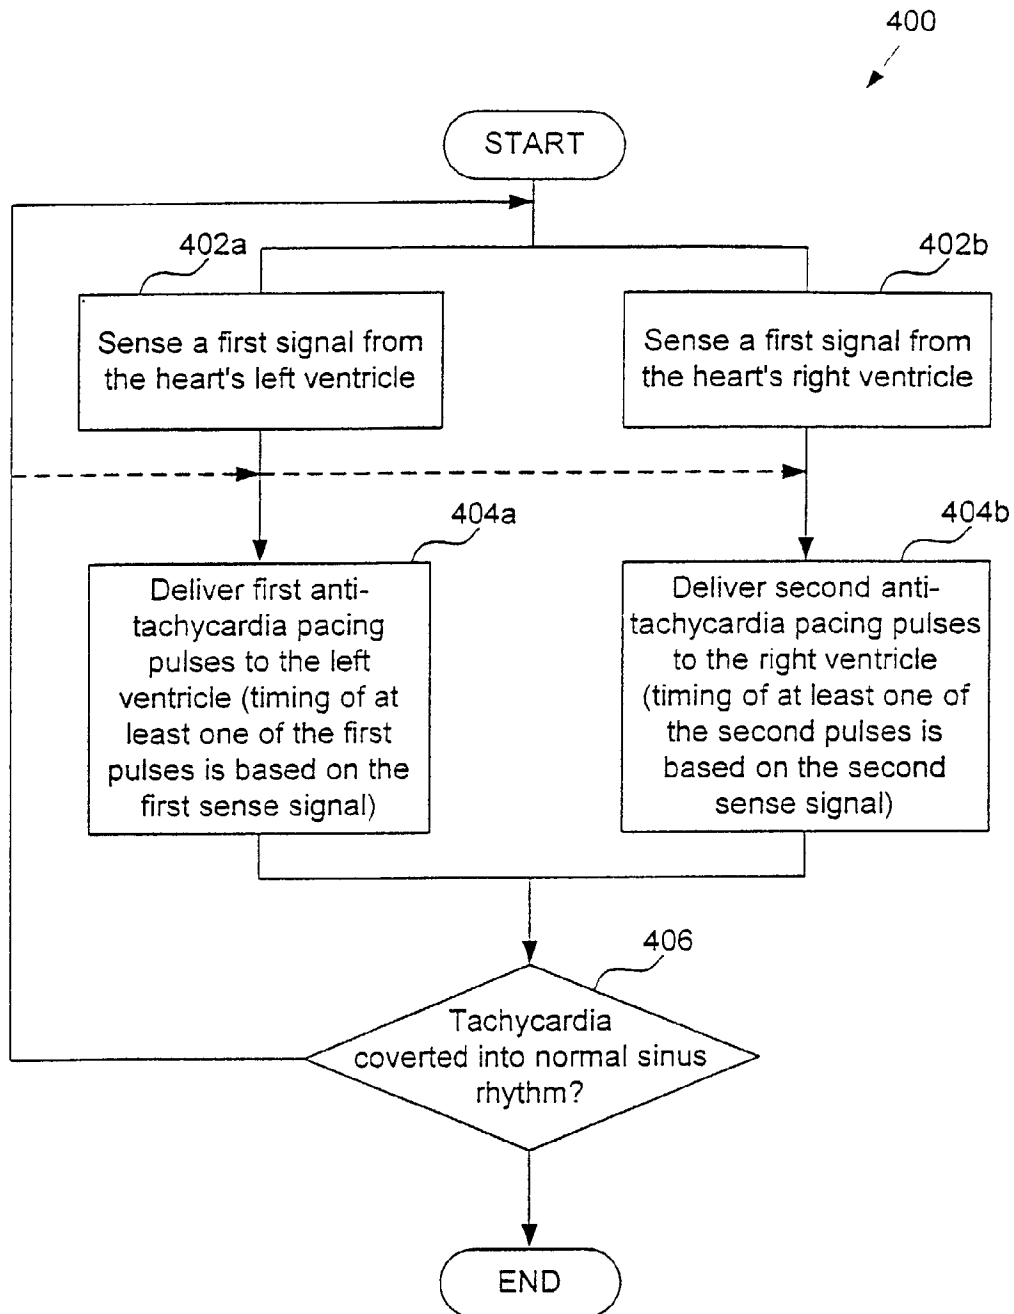 400
START
402a
402b
Sense a first signal from
the heart's left ventricle
Sense a first signal from
the heart's right ventricle
404a
404b
Deliver first anti-
tachycardia pacing
pulses to the left
ventricle (timing of at
least one of the first
pulses is based on the
first sense signal)
Deliver second anti-
tachycardia pacing pulses
to the right ventricle
(timing of at least one of
the second pulses is
based on the second
sense signal)
406
Tachycardia
coverted into normal sinus
rhythm?
END